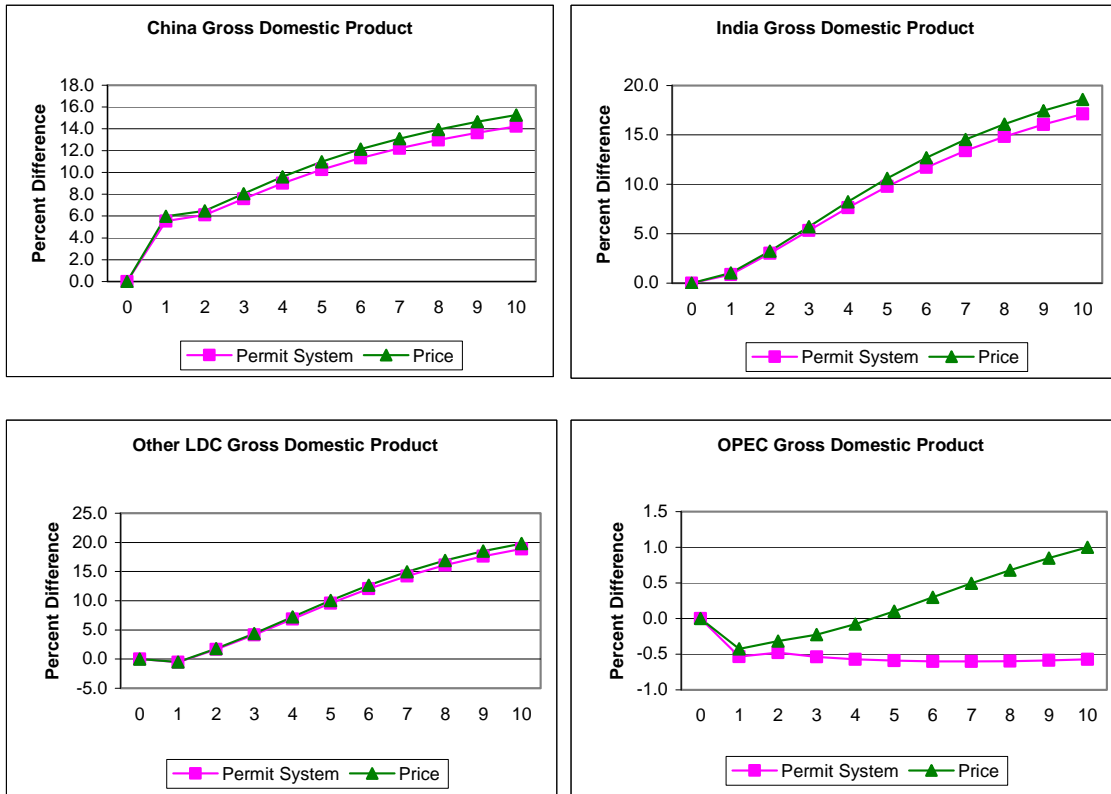 China Gross Domestic Product
Percent Difference
18.0
16.0
14.0
12.0
10.0
8.0
6.0
4.0
2.0
0.0
0 1 2 3 4 5 6 7 8 9 10
Permit System Price
India Gross Domestic Product
Percent Difference
20.0
15.0
10.0
5.0
0.0
0 1 2 3 4 5 6 7 8 9 10
Permit System Price
Other LDC Gross Domestic Product
Percent Difference
25.0
20.0
15.0
10.0
5.0
0.0
-5.0
0 1 2 3 4 5 6 7 8 9 10
Permit System Price
OPEC Gross Domestic Product
Percent Difference
1.5
1.0
0.5
0.0
-0.5
-1.0
0 1 2 3 4 5 6 7 8 9 10
Permit System Price